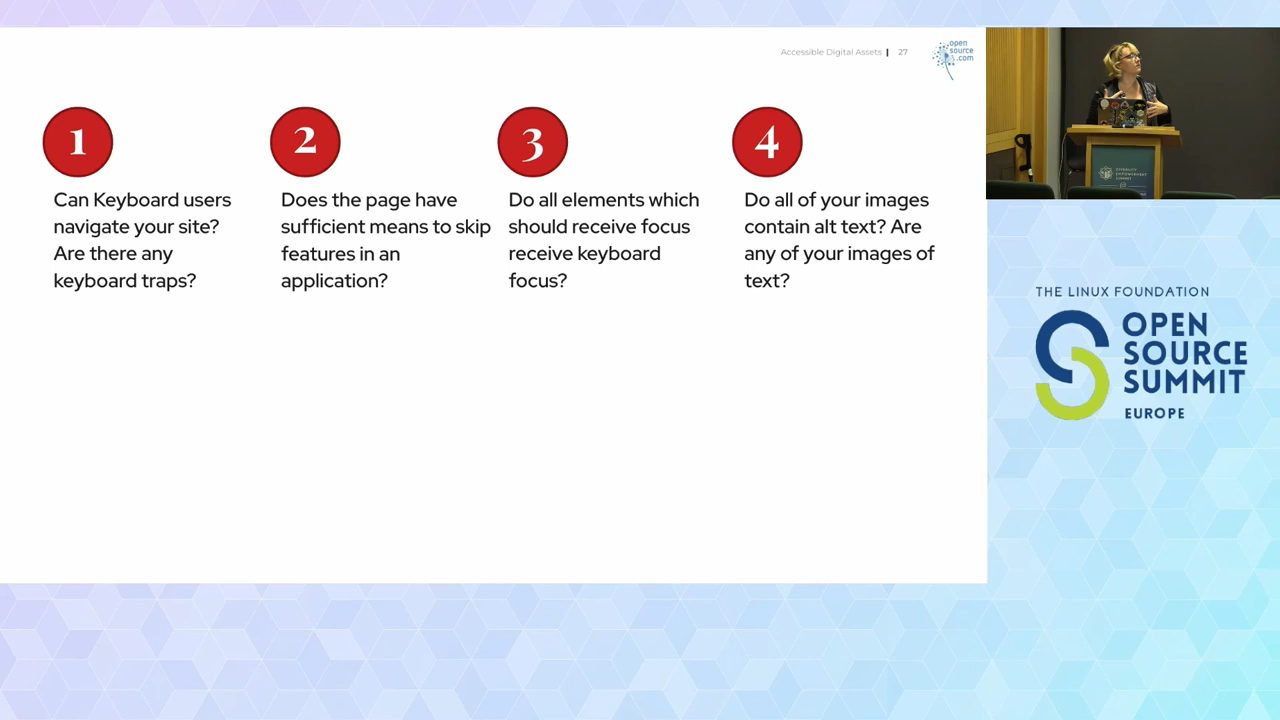 Accessible Digital Assets | 27
open
source
.com
1
Can Keyboard users
navigate your site?
Are there any
keyboard traps?
2
Does the page have
sufficient means to skip
features in an
application?
3
Do all elements which
should receive focus
receive keyboard
focus?
4
Do all of your images
contain alt text? Are
any of your images of
text?
THE LINUX FOUNDATION
OPEN
SOURCE
SUMMIT
EUROPE